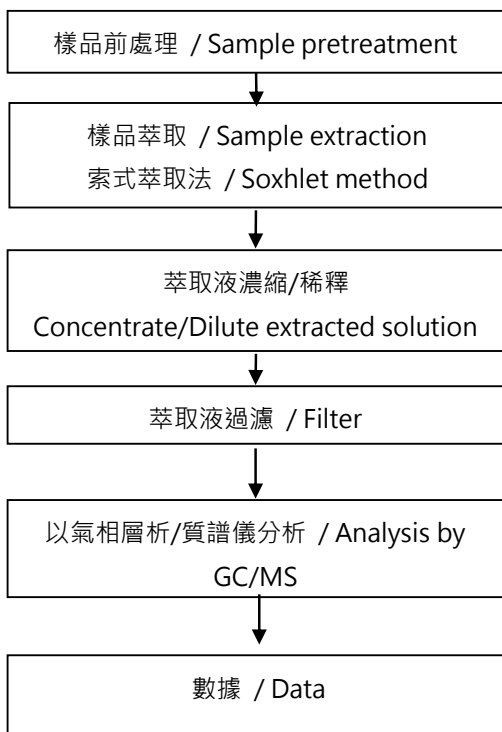 樣品前處理 / Sample pretreatment
樣品萃取 / Sample extraction
索式萃取法 / Soxhlet method
萃取液濃縮/稀釋
Concentrate/Dilute extracted solution
萃取液過濾 / Filter
以氣相層析/質譜儀分析 / Analysis by
GC/MS
數據 / Data